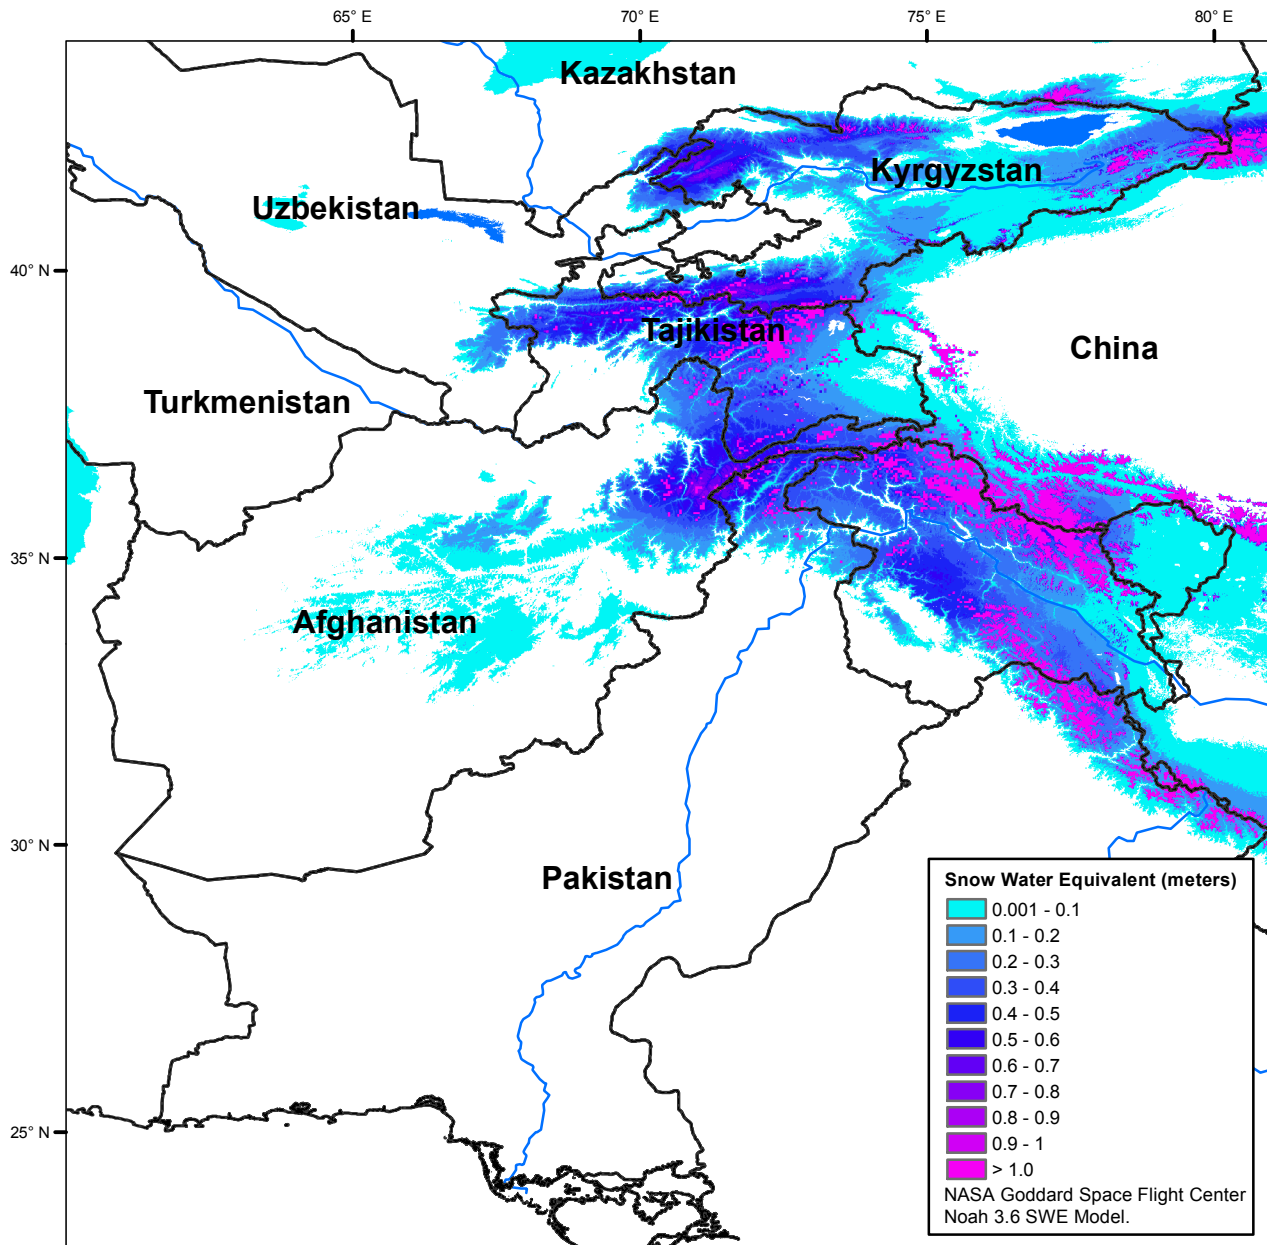 65° E
70° E
75° E
80° E
Kazakhstan
Kyrgyzstan
Uzbekistan
40° N
Tajikistan
China
Turkmenistan
35° N
Afghanistan
30° N
Pakistan
25° N
Snow Water Equivalent (meters)
0.001 - 0.1
0.1 - 0.2
0.2 - 0.3
0.3 - 0.4
0.4 - 0.5
0.5 - 0.6
0.6 - 0.7
0.7 - 0.8
0.8 - 0.9
0.9 - 1
> 1.0
NASA Goddard Space Flight Center
Noah 3.6 SWE Model.